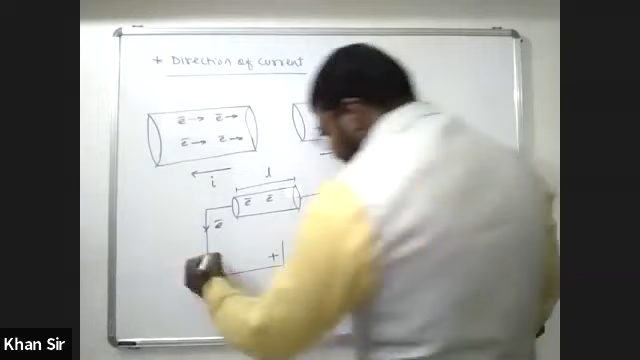 * Direction of current
ē→ ē→
ē→ ē→
i
l
ē ē
ē
+
Khan Sir